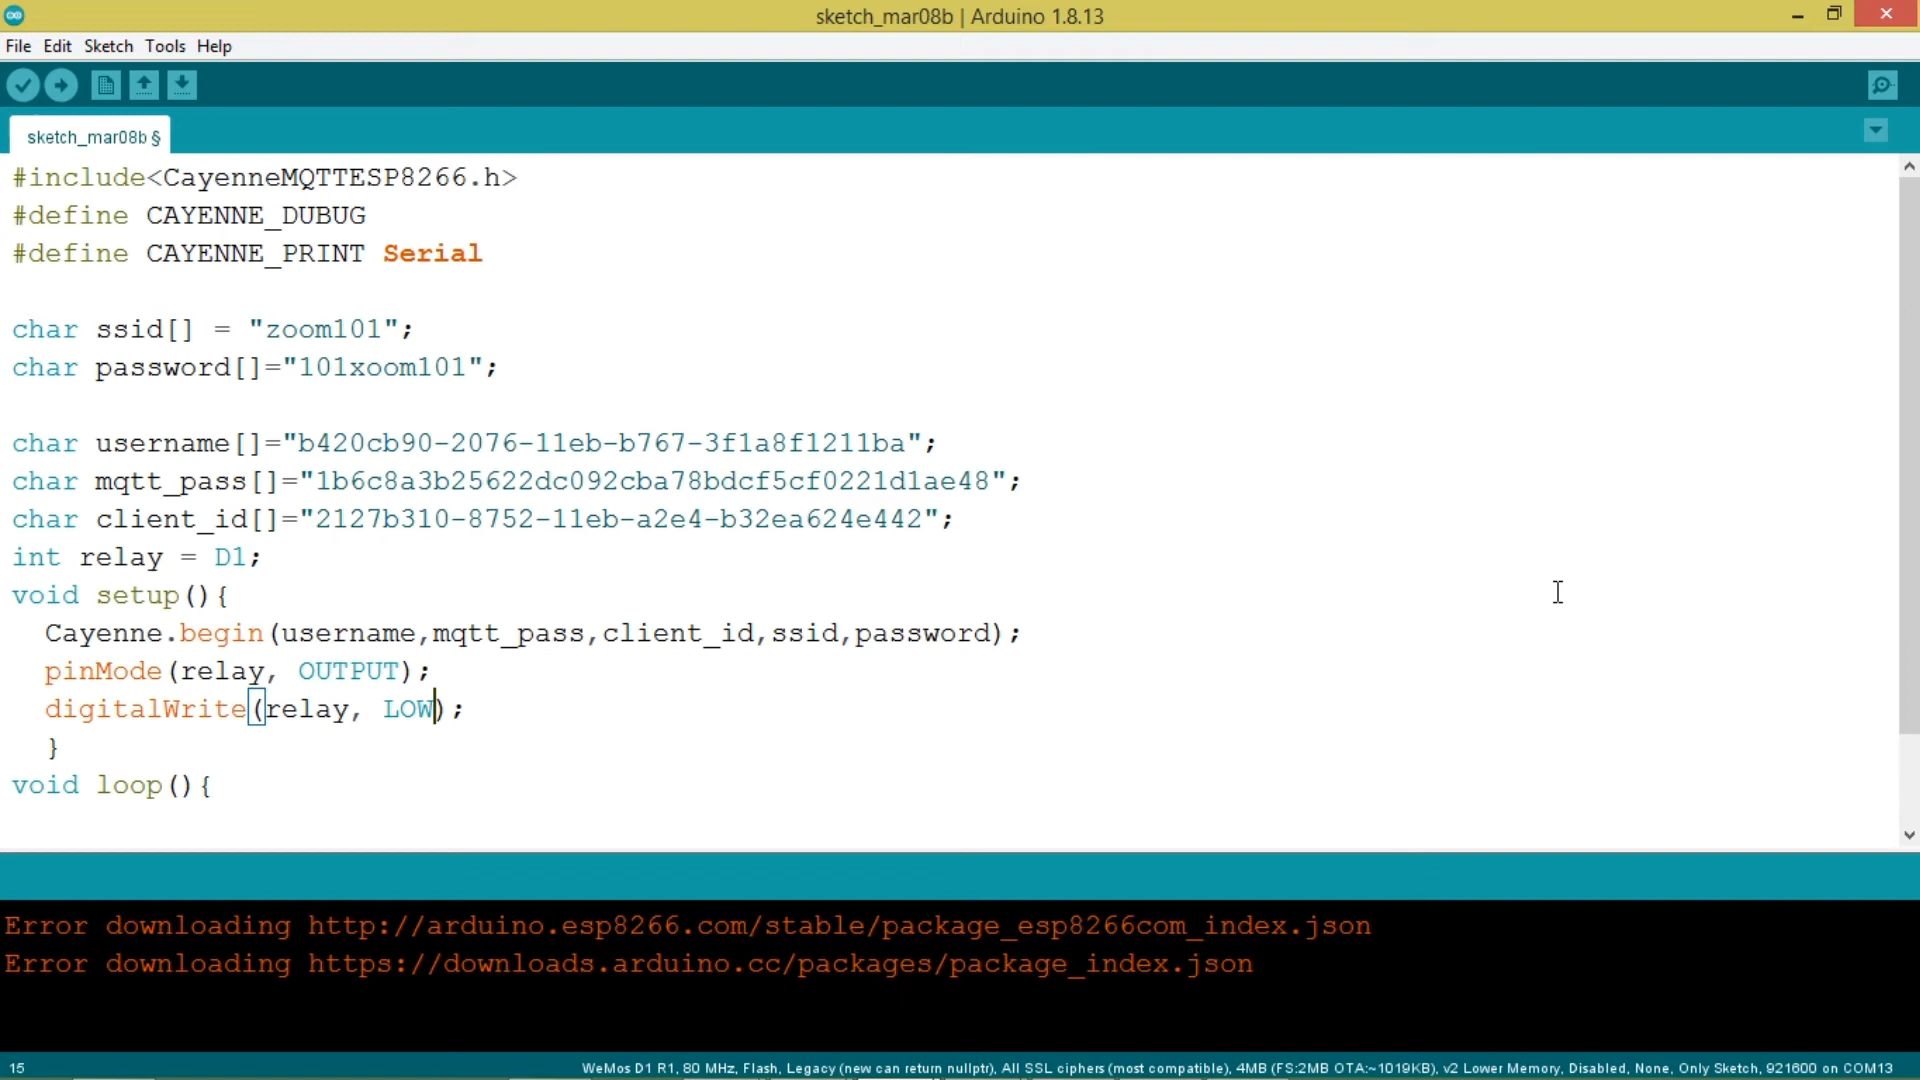 sketch_mar08b | Arduino 1.8.13
File Edit Sketch Tools Help
sketch_mar08b §
#include<CayenneMQTTESP8266.h>
#define CAYENNE_DUBUG
#define CAYENNE_PRINT Serial
char ssid[] = "zoom101";
char password[]="101xoom101";
char username[]="b420cb90-2076-11eb-b767-3f1a8f1211ba";
char mqtt_pass[]="1b6c8a3b25622dc092cba78bdcf5cf0221d1ae48";
char client_id[]="2127b310-8752-11eb-a2e4-b32ea624e442";
int relay = D1;
void setup(){
Cayenne.begin(username,mqtt_pass,client_id,ssid,password);
pinMode(relay, OUTPUT);
digitalWrite(relay, LOW);
}
void loop(){
Error downloading http://arduino.esp8266.com/stable/package_esp8266com_index.json
Error downloading https://downloads.arduino.cc/packages/package_index.json
15
WeMos D1 R1, 80 MHz, Flash, Legacy (new can return nullptr), All SSL ciphers (most compatible), 4MB (FS:2MB OTA:~1019KB), v2 Lower Memory, Disabled, None, Only Sketch, 921600 on COM13